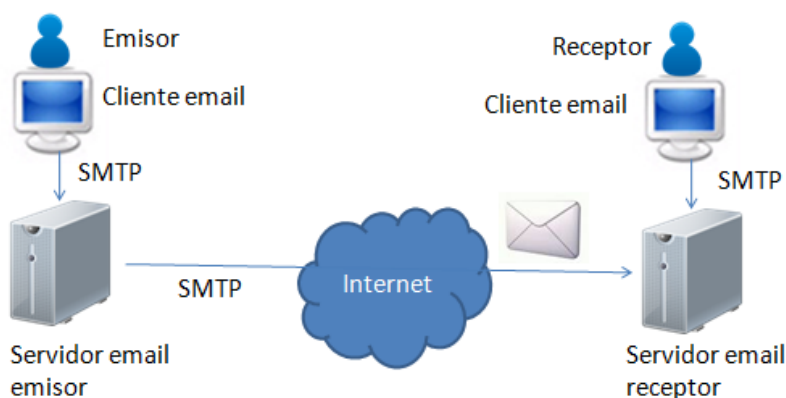 Emisor
Receptor
Cliente email
Cliente email
SMTP
SMTP
Internet
SMTP
Servidor email
emisor
Servidor email
receptor